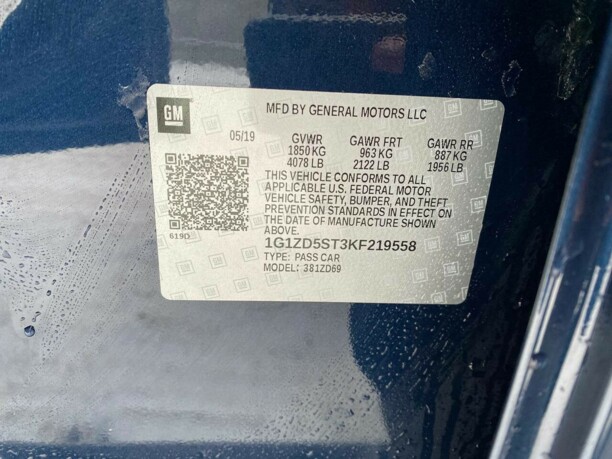 GM
MFD BY GENERAL MOTORS LLC
05/19 GVWR GAWR FRT GAWR RR
1850 KG 963 KG 887 KG
4078 LB 2122 LB 1956 LB
THIS VEHICLE CONFORMS TO ALL
APPLICABLE U.S. FEDERAL MOTOR
VEHICLE SAFETY, BUMPER, AND THEFT
PREVENTION STANDARDS IN EFFECT ON
THE DATE OF MANUFACTURE SHOWN
ABOVE.
619D
1G1ZD5ST3KF219558
TYPE: PASS CAR
MODEL: 381ZD69